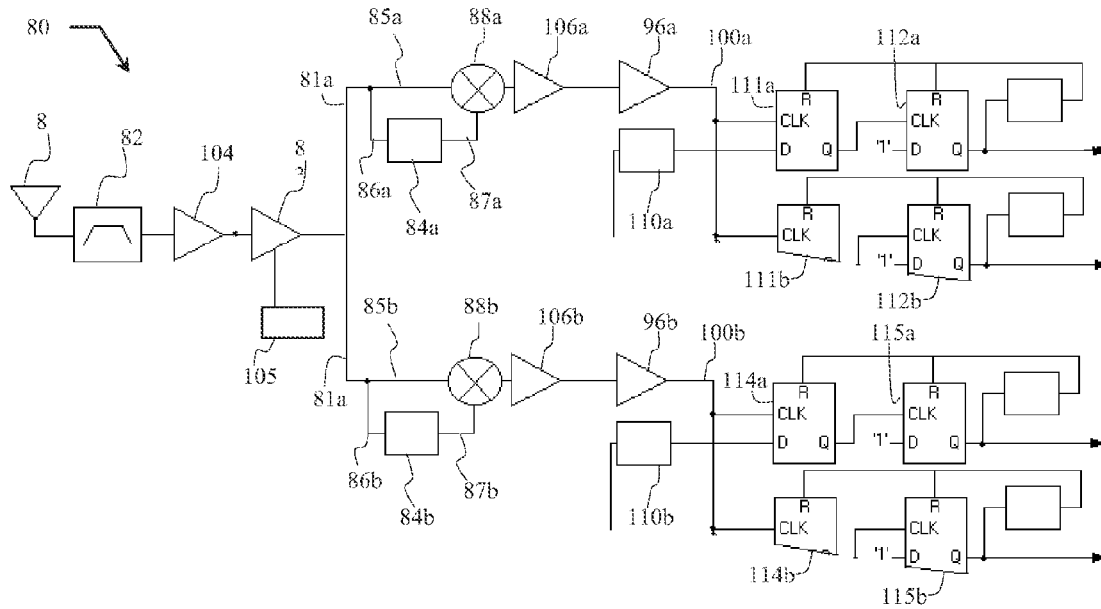 80
8
82
104
8
105
81a
85a
88a
106a
96a
100a
86a
84a
87a
110a
111a
R
CLK
D Q
112a
R
CLK
'1' D Q
R
CLK
111b
R
CLK
'1' D Q
112b
81a
85b
88b
106b
96b
100b
86b
84b
87b
110b
114a
R
CLK
D Q
115a
R
CLK
'1' D Q
R
CLK
114b
R
CLK
'1' D Q
115b